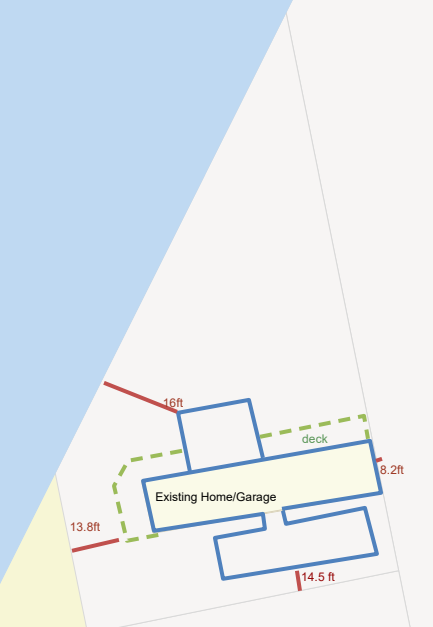 16ft
deck
8.2ft
Existing Home/Garage
13.8ft
14.5 ft